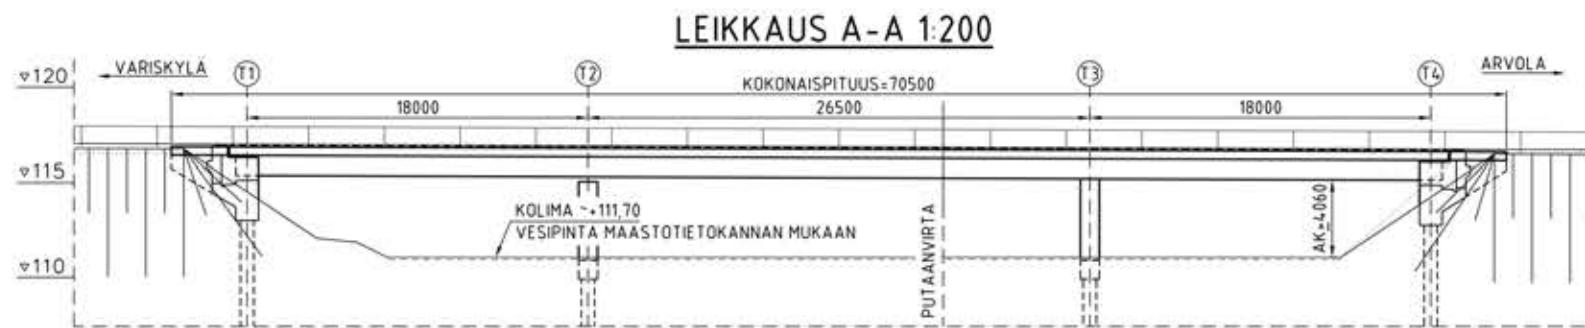 LEIKKAUS A-A 1:200
▿120
VARISKYLÄ
T1
T2
T3
T4
ARVOLA
KOKONAISPITUUS=70500
18000
26500
18000
▿115
KOLIMA ~+111,70
VESIPINTA MAASTOTIETOKANNAN MUKAAN
PUTAANVIRTA
AK=4060
▿110